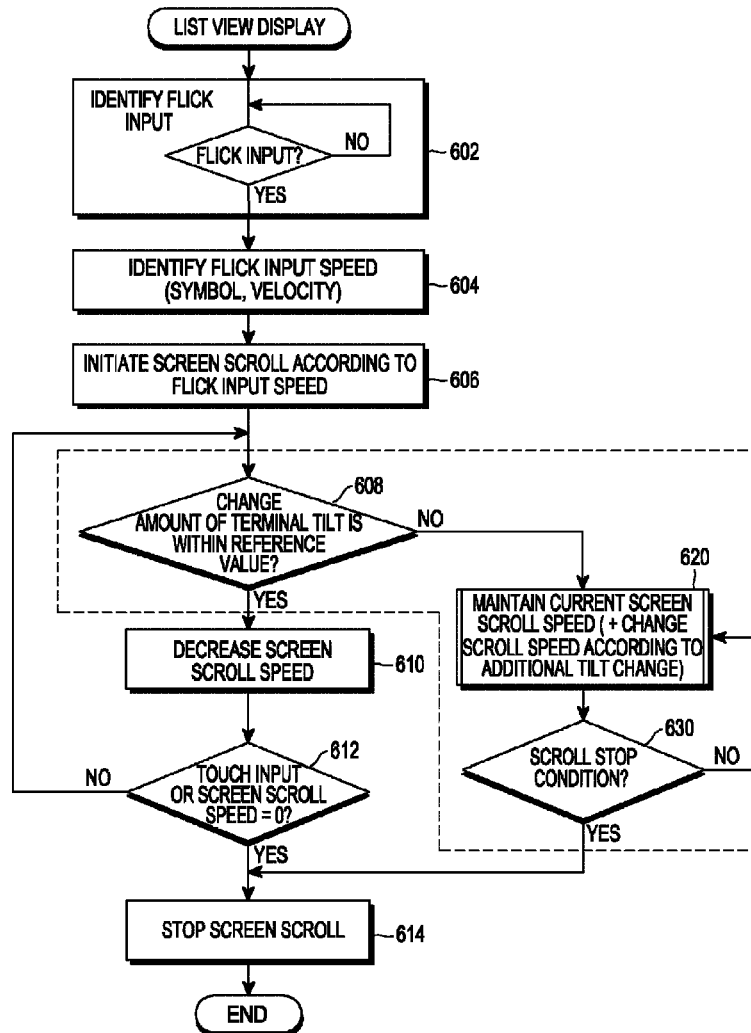 LIST VIEW DISPLAY
IDENTIFY FLICK
INPUT
FLICK INPUT?
NO
YES
602
IDENTIFY FLICK INPUT SPEED
(SYMBOL, VELOCITY)
604
INITIATE SCREEN SCROLL ACCORDING TO
FLICK INPUT SPEED
606
608
CHANGE
AMOUNT OF TERMINAL TILT IS
WITHIN REFERENCE
VALUE?
NO
YES
620
MAINTAIN CURRENT SCREEN
SCROLL SPEED ( + CHANGE
SCROLL SPEED ACCORDING TO
ADDITIONAL TILT CHANGE)
DECREASE SCREEN
SCROLL SPEED
610
630
SCROLL STOP
CONDITION?
NO
YES
612
NO
TOUCH INPUT
OR SCREEN SCROLL
SPEED = 0?
YES
STOP SCREEN SCROLL
614
END